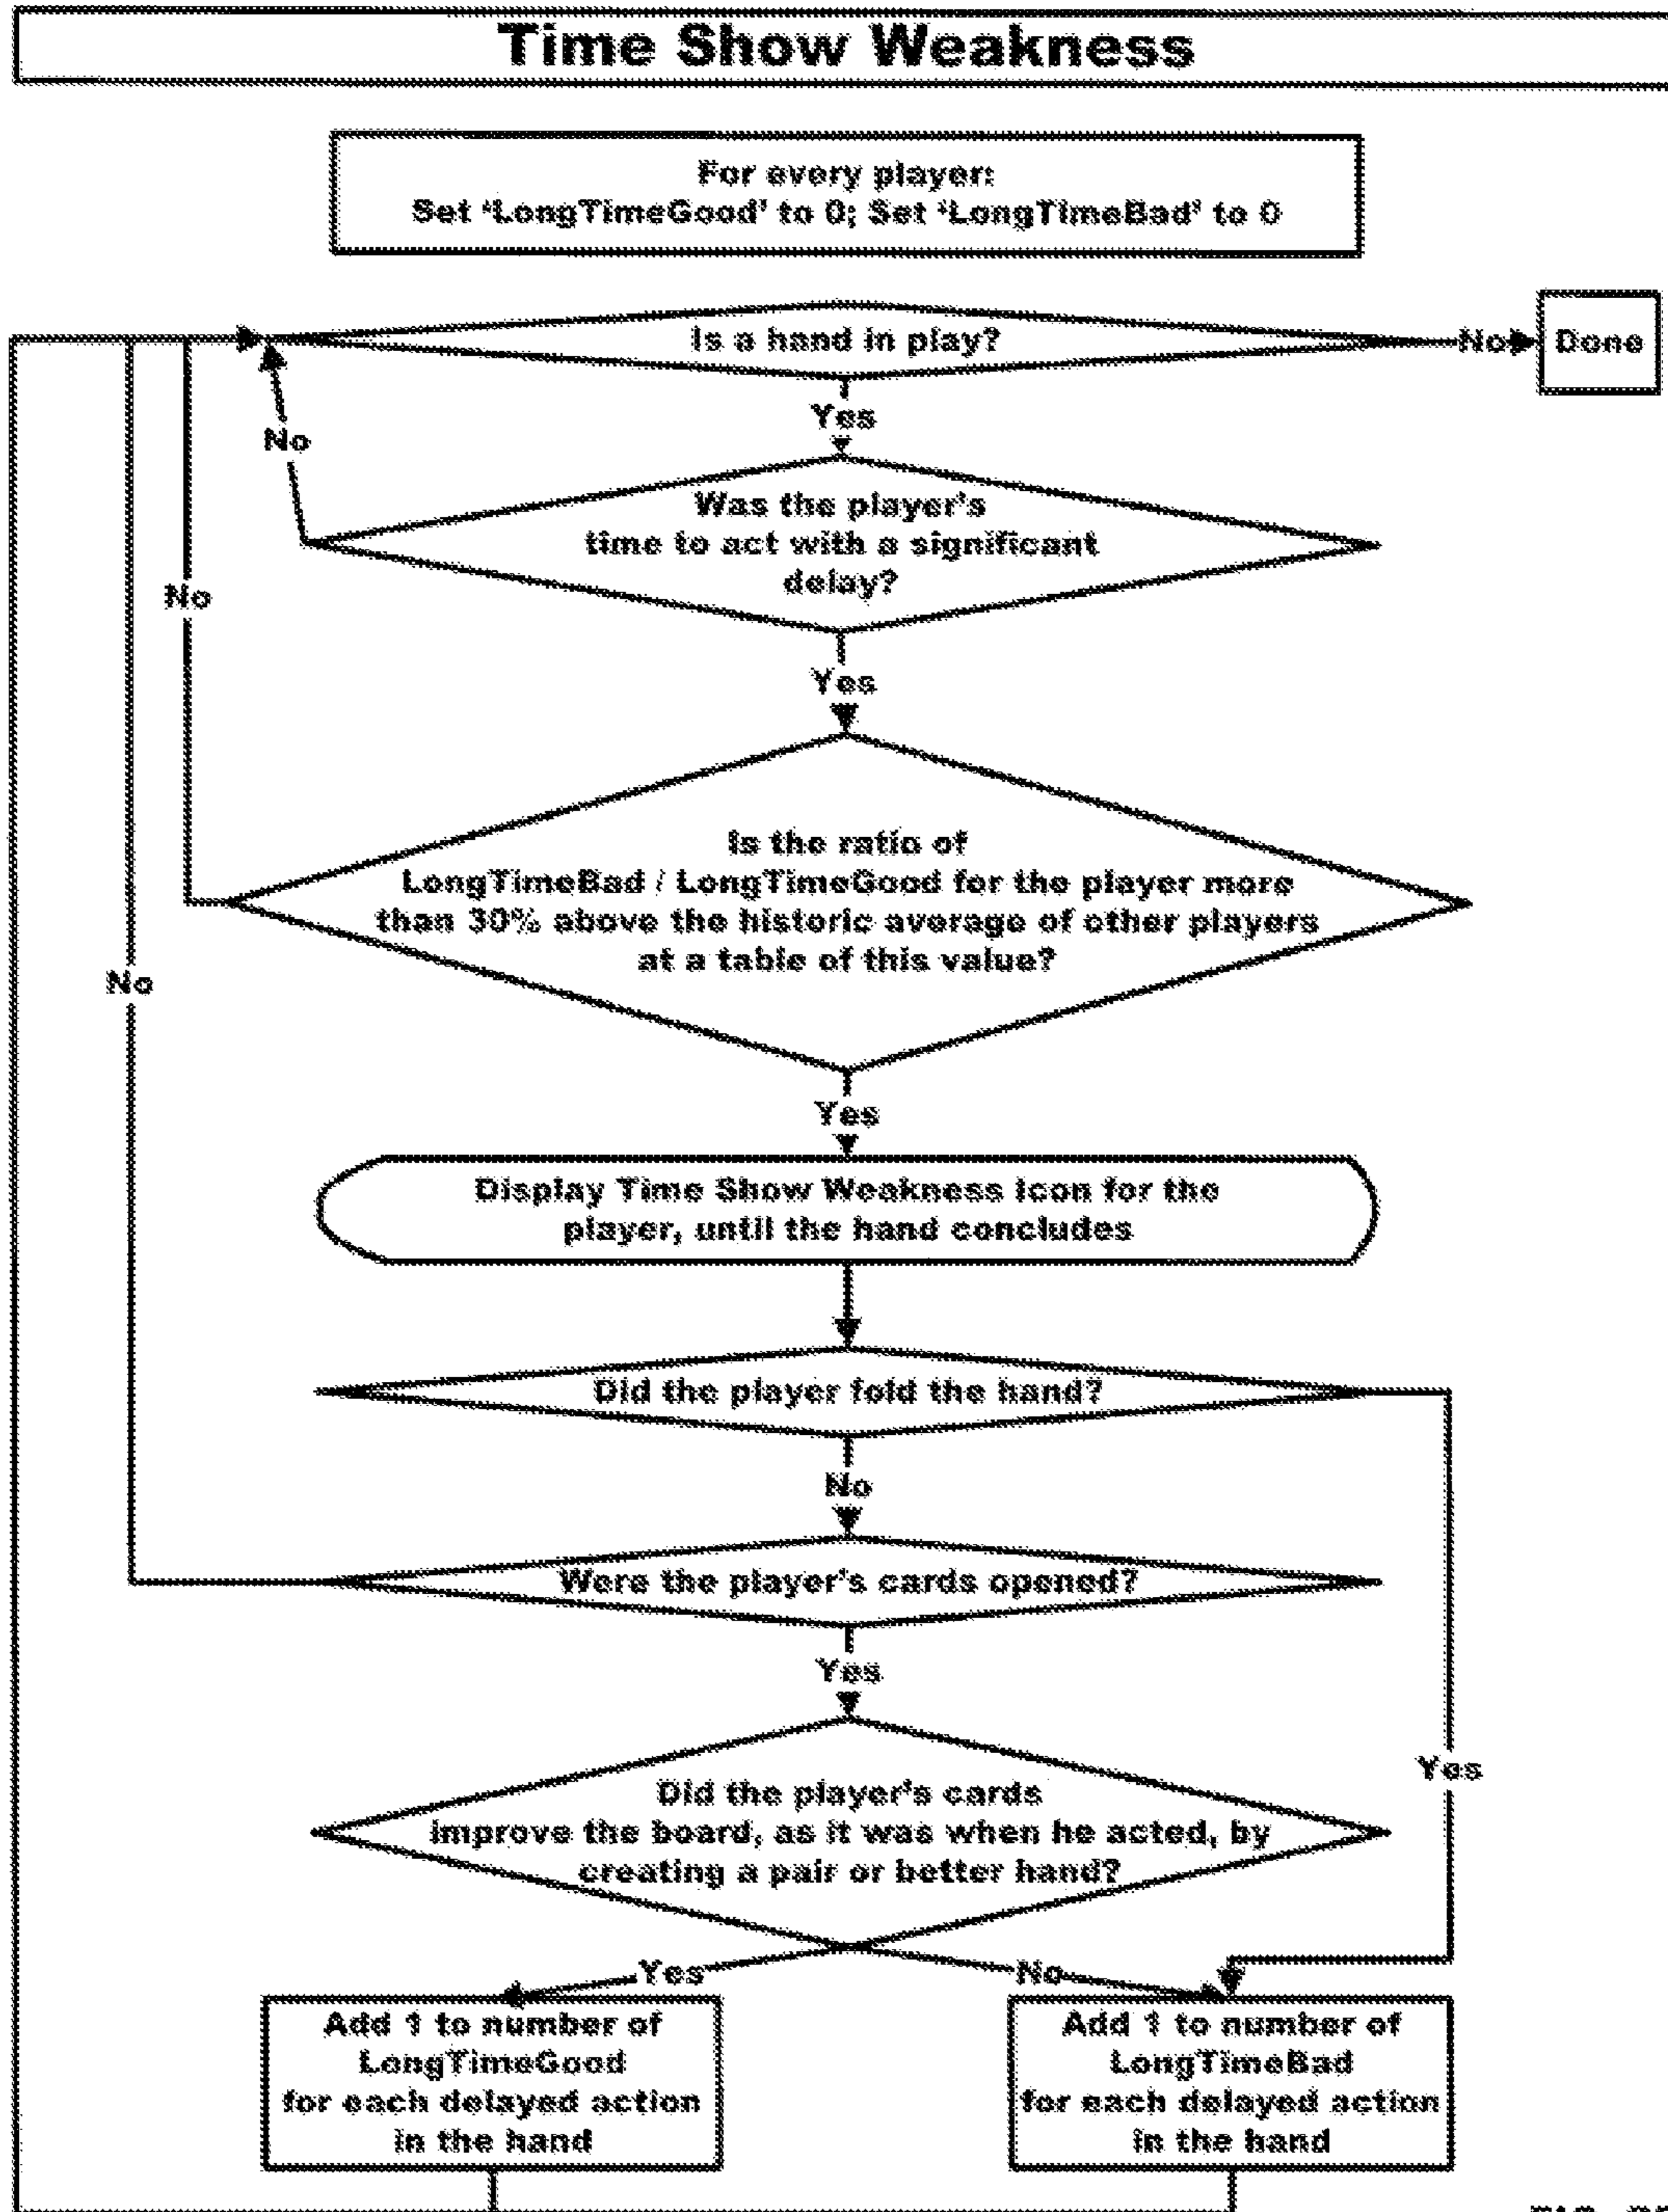 Time Show Weakness
For every player:
Set 'LongTimeGood' to 0; Set 'LongTimeBad' to 0
Is a hand in play?
No
Done
Yes
No
Was the player's
time to act with a significant
delay?
No
Yes
Is the ratio of
LongTimeBad / LongTimeGood for the player more
than 30% above the historic average of other players
at a table of this value?
No
Yes
Display Time Show Weakness Icon for the
player, until the hand concludes
Did the player fold the hand?
No
Were the player's cards opened?
Yes
Yes
Did the player's cards
improve the board, as it was when he acted, by
creating a pair or better hand?
Yes
No
Add 1 to number of
LongTimeGood
for each delayed action
in the hand
Add 1 to number of
LongTimeBad
for each delayed action
in the hand